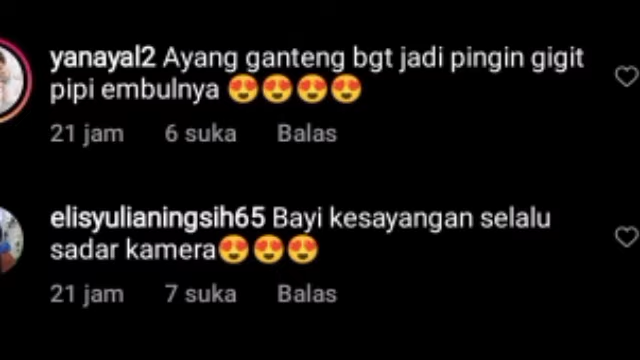 yanayal2 Ayang ganteng bgt jadi pingin gigit
pipi embulnya 😍😍😍😍
21 jam 6 suka Balas
elisyulianingsih65 Bayi kesayangan selalu
sadar kamera😍😍😍
21 jam 7 suka Balas